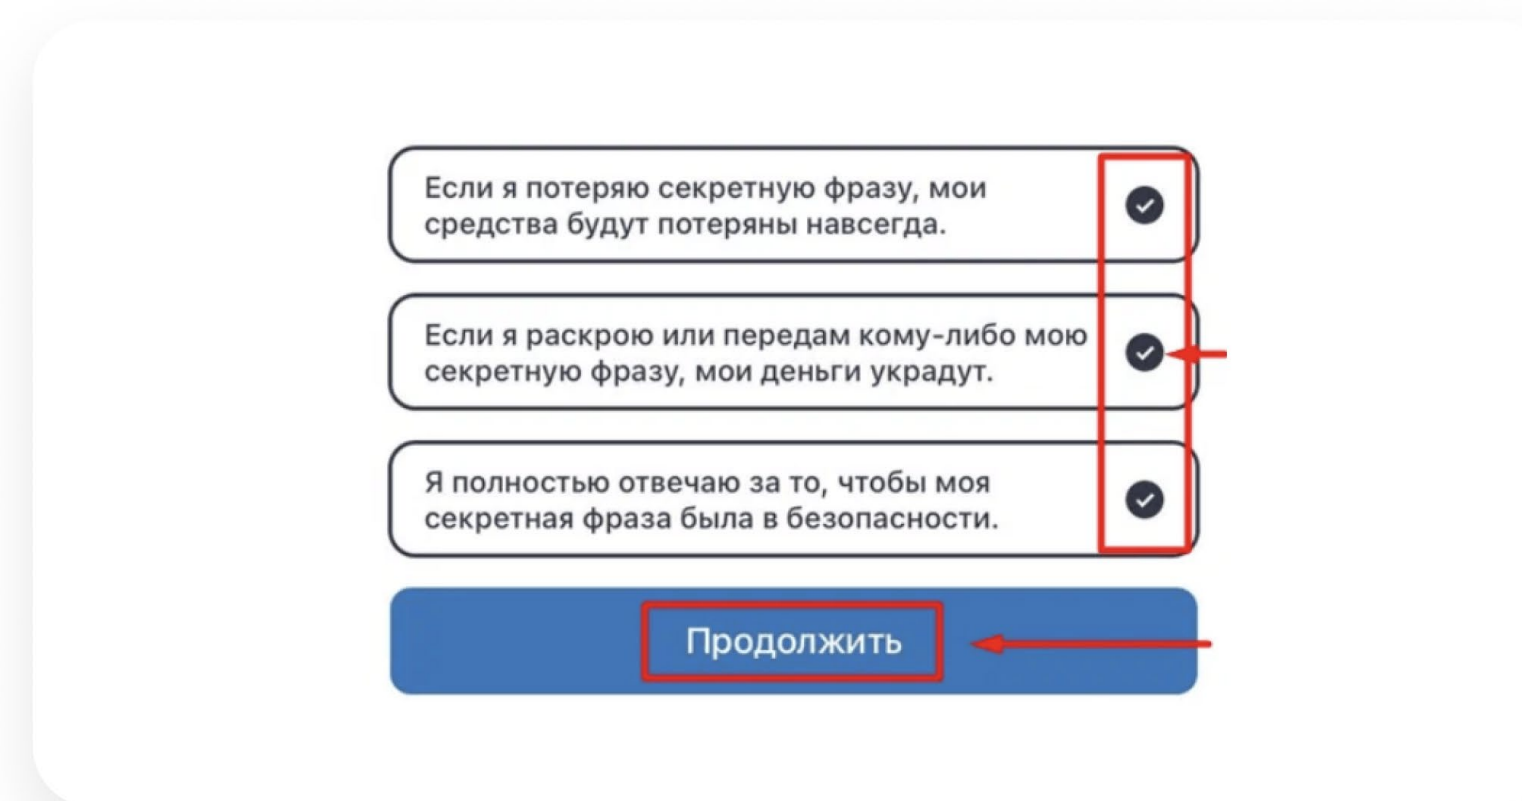 Если я потеряю секретную фразу, мои
средства будут потеряны навсегда.
Если я раскрою или передам кому-либо мою
секретную фразу, мои деньги украдут.
Я полностью отвечаю за то, чтобы моя
секретная фраза была в безопасности.
Продолжить